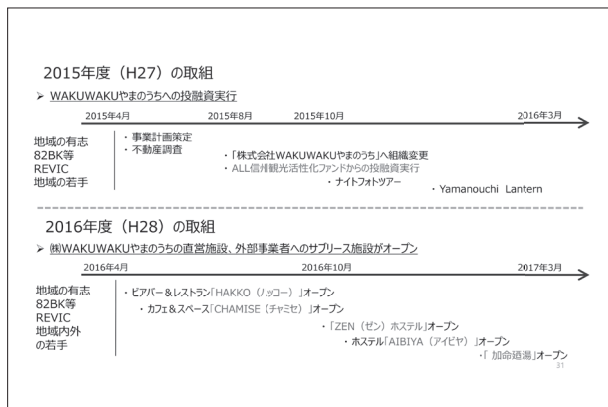 2015年度（H27）の取組
➢ WAKUWAKUやまのうちへの投融資実行
2015年4月 2015年8月 2015年10月 2016年3月
地域の有志
82BK等
REVIC
地域の若手
・事業計画策定
・不動産調査
・「株式会社WAKUWAKUやまのうち」へ組織変更
・ALL信州観光活性化ファンドからの投融資実行
・ナイトフォトツアー
・Yamanouchi Lantern
2016年度（H28）の取組
➢ ㈱WAKUWAKUやまのうちの直営施設、外部事業者へのサブリース施設がオープン
2016年4月 2016年10月 2017年3月
地域の有志
82BK等
REVIC
地域内外
の若手
・ビアバー＆レストラン「HAKKO（ハッコー）」オープン
・カフェ＆スペース「CHAMISE（チャミセ）」オープン
・「ZEN（ゼン）ホステル」オープン
・ホステル「AIBIYA（アイビヤ）」オープン
・「加命廼湯」オープン
31